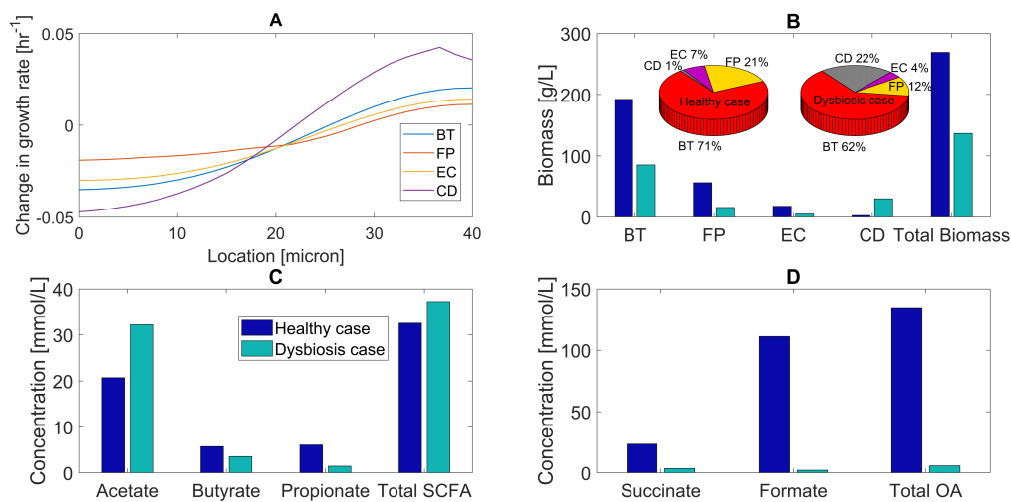 A
Change in growth rate [hr⁻¹]
0.05
0
-0.05
0
10
20
30
40
Location [micron]
BT
FP
EC
CD
B
Biomass [g/L]
300
200
100
0
BT
FP
EC
CD
Total Biomass
EC 7%
FP 21%
CD 1%
Healthy case
BT 71%
CD 22%
EC 4%
FP 12%
Dysbiosis case
BT 62%
C
Concentration [mmol/L]
40
30
20
10
0
Acetate
Butyrate
Propionate
Total SCFA
Healthy case
Dysbiosis case
D
Concentration [mmol/L]
150
100
50
0
Succinate
Formate
Total OA